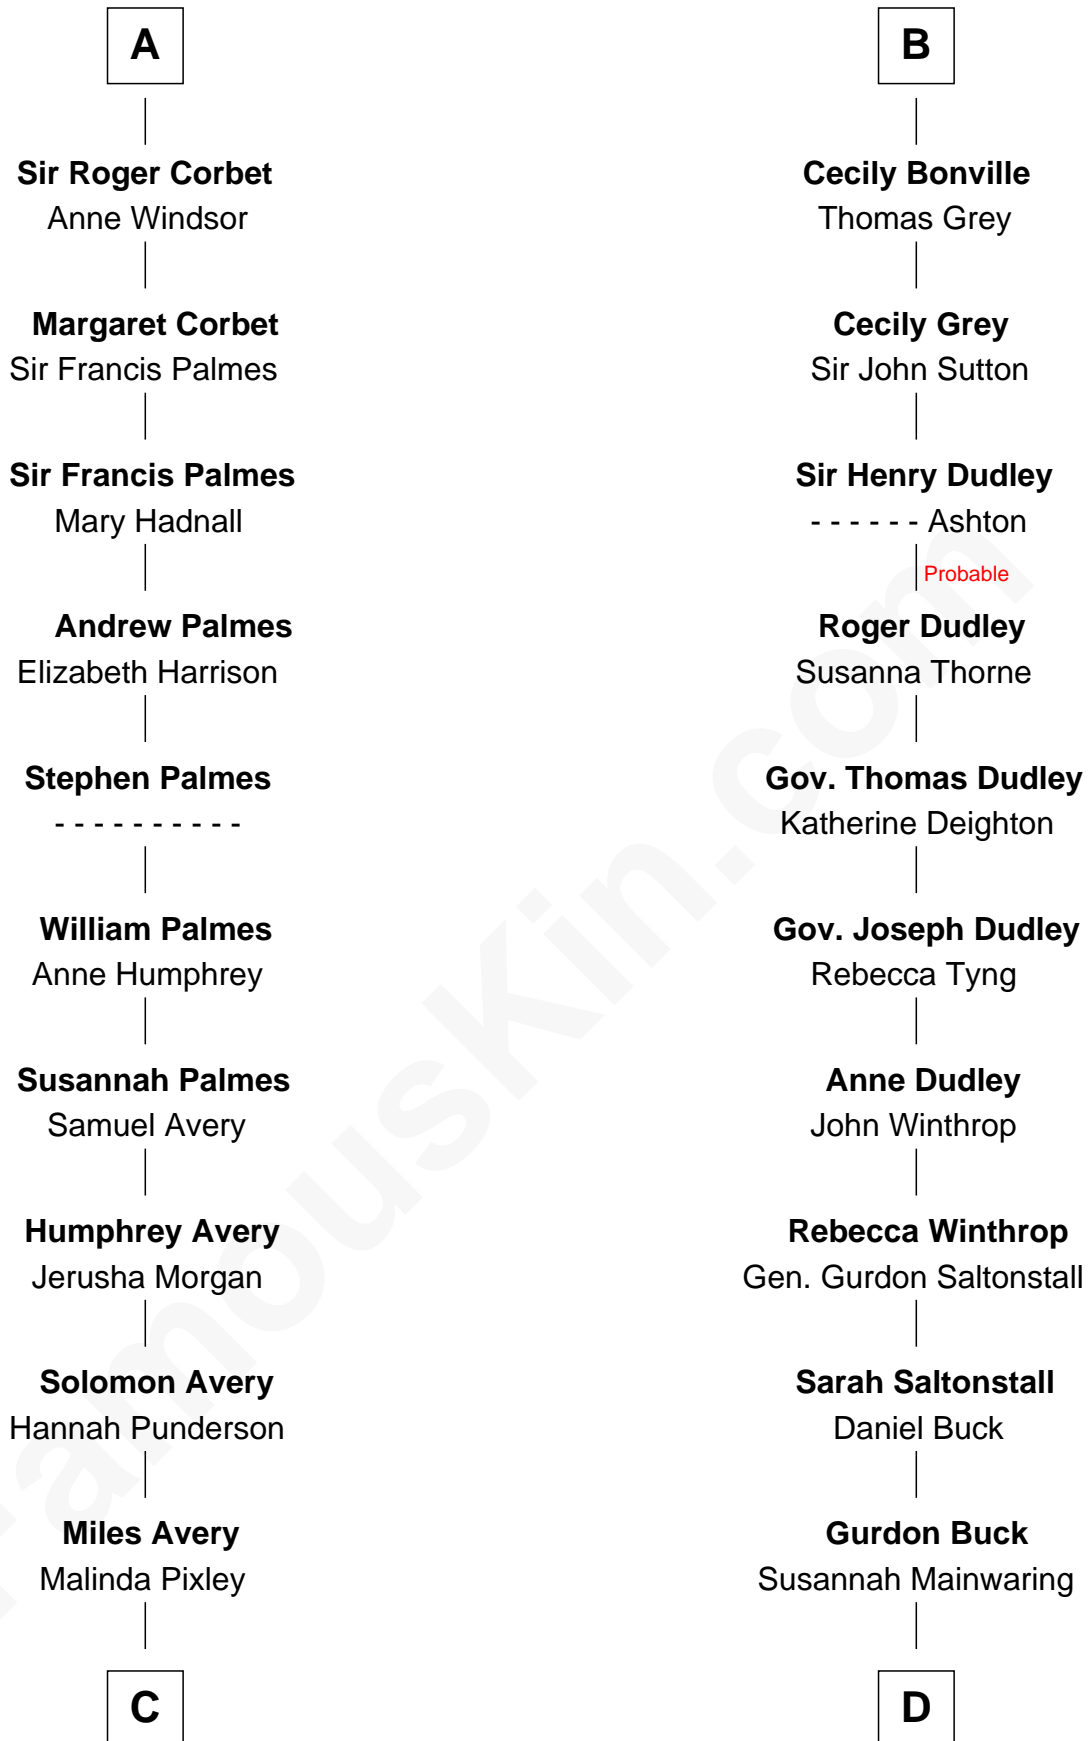 A
Sir Roger Corbet
Anne Windsor
Margaret Corbet
Sir Francis Palmes
Sir Francis Palmes
Mary Hadnall
Andrew Palmes
Elizabeth Harrison
Stephen Palmes
- - - - - - - - - -
William Palmes
Anne Humphrey
Susannah Palmes
Samuel Avery
Humphrey Avery
Jerusha Morgan
Solomon Avery
Hannah Punderson
Miles Avery
Malinda Pixley
C
B
Cecily Bonville
Thomas Grey
Cecily Grey
Sir John Sutton
Sir Henry Dudley
- - - - - - Ashton
Probable
Roger Dudley
Susanna Thorne
Gov. Thomas Dudley
Katherine Deighton
Gov. Joseph Dudley
Rebecca Tyng
Anne Dudley
John Winthrop
Rebecca Winthrop
Gen. Gurdon Saltonstall
Sarah Saltonstall
Daniel Buck
Gurdon Buck
Susannah Mainwaring
D
FamousKin.com